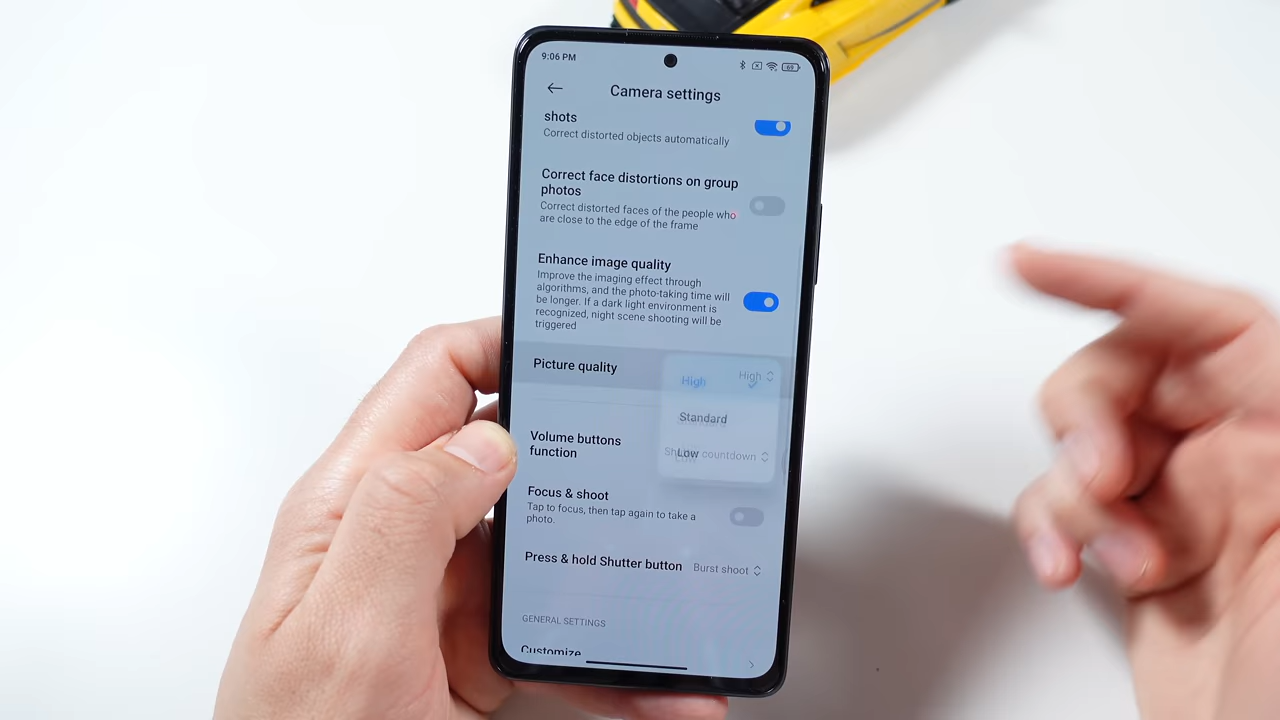 9:06 PM
69
Camera settings
shots
Correct distorted objects automatically
Correct face distortions on group
photos
Correct distorted faces of the people who
are close to the edge of the frame
Enhance image quality
Improve the imaging effect through
algorithms, and the photo-taking time will
be longer. If a dark light environment is
recognized, night scene shooting will be
triggered
Picture quality
High
High
Standard
Low
Volume buttons
function
countdown
Focus & shoot
Tap to focus, then tap again to take a
photo.
Press & hold Shutter button
Burst shoot
GENERAL SETTINGS
Customize